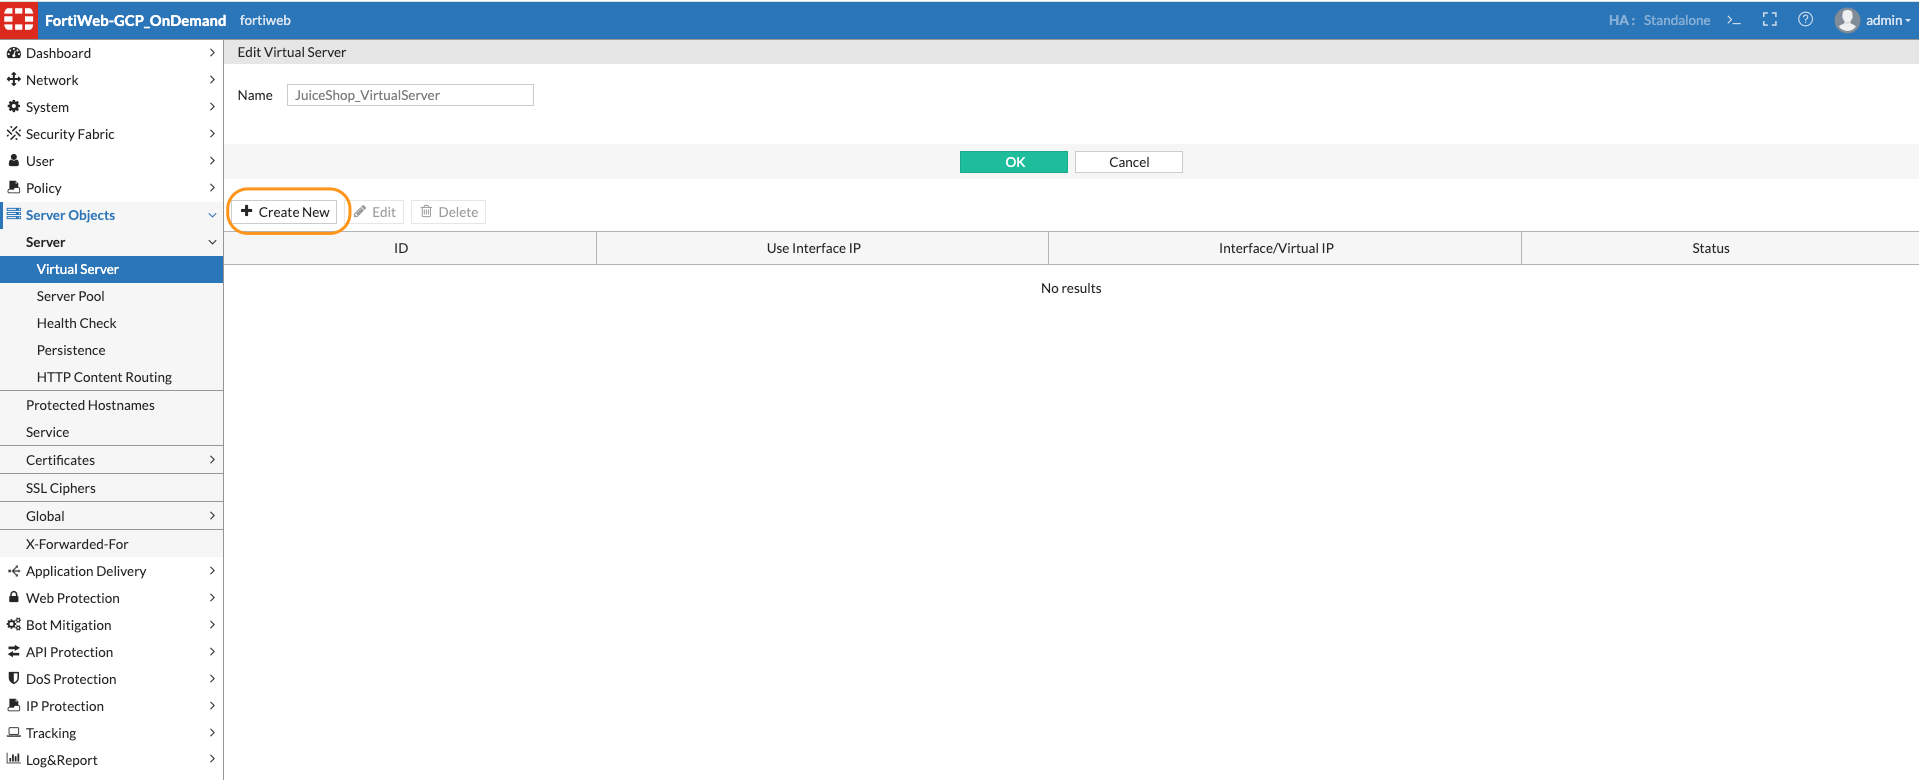 FortiWeb-GCP_OnDemand fortiweb HA: Standalone admin
Dashboard
Network
System
Security Fabric
User
Policy
Server Objects
Server
Virtual Server
Server Pool
Health Check
Persistence
HTTP Content Routing
Protected Hostnames
Service
Certificates
SSL Ciphers
Global
X-Forwarded-For
Application Delivery
Web Protection
Bot Mitigation
API Protection
DoS Protection
IP Protection
Tracking
Log&Report
Edit Virtual Server
Name JuiceShop_VirtualServer
OK Cancel
Create New Edit Delete
ID Use Interface IP Interface/Virtual IP Status
No results